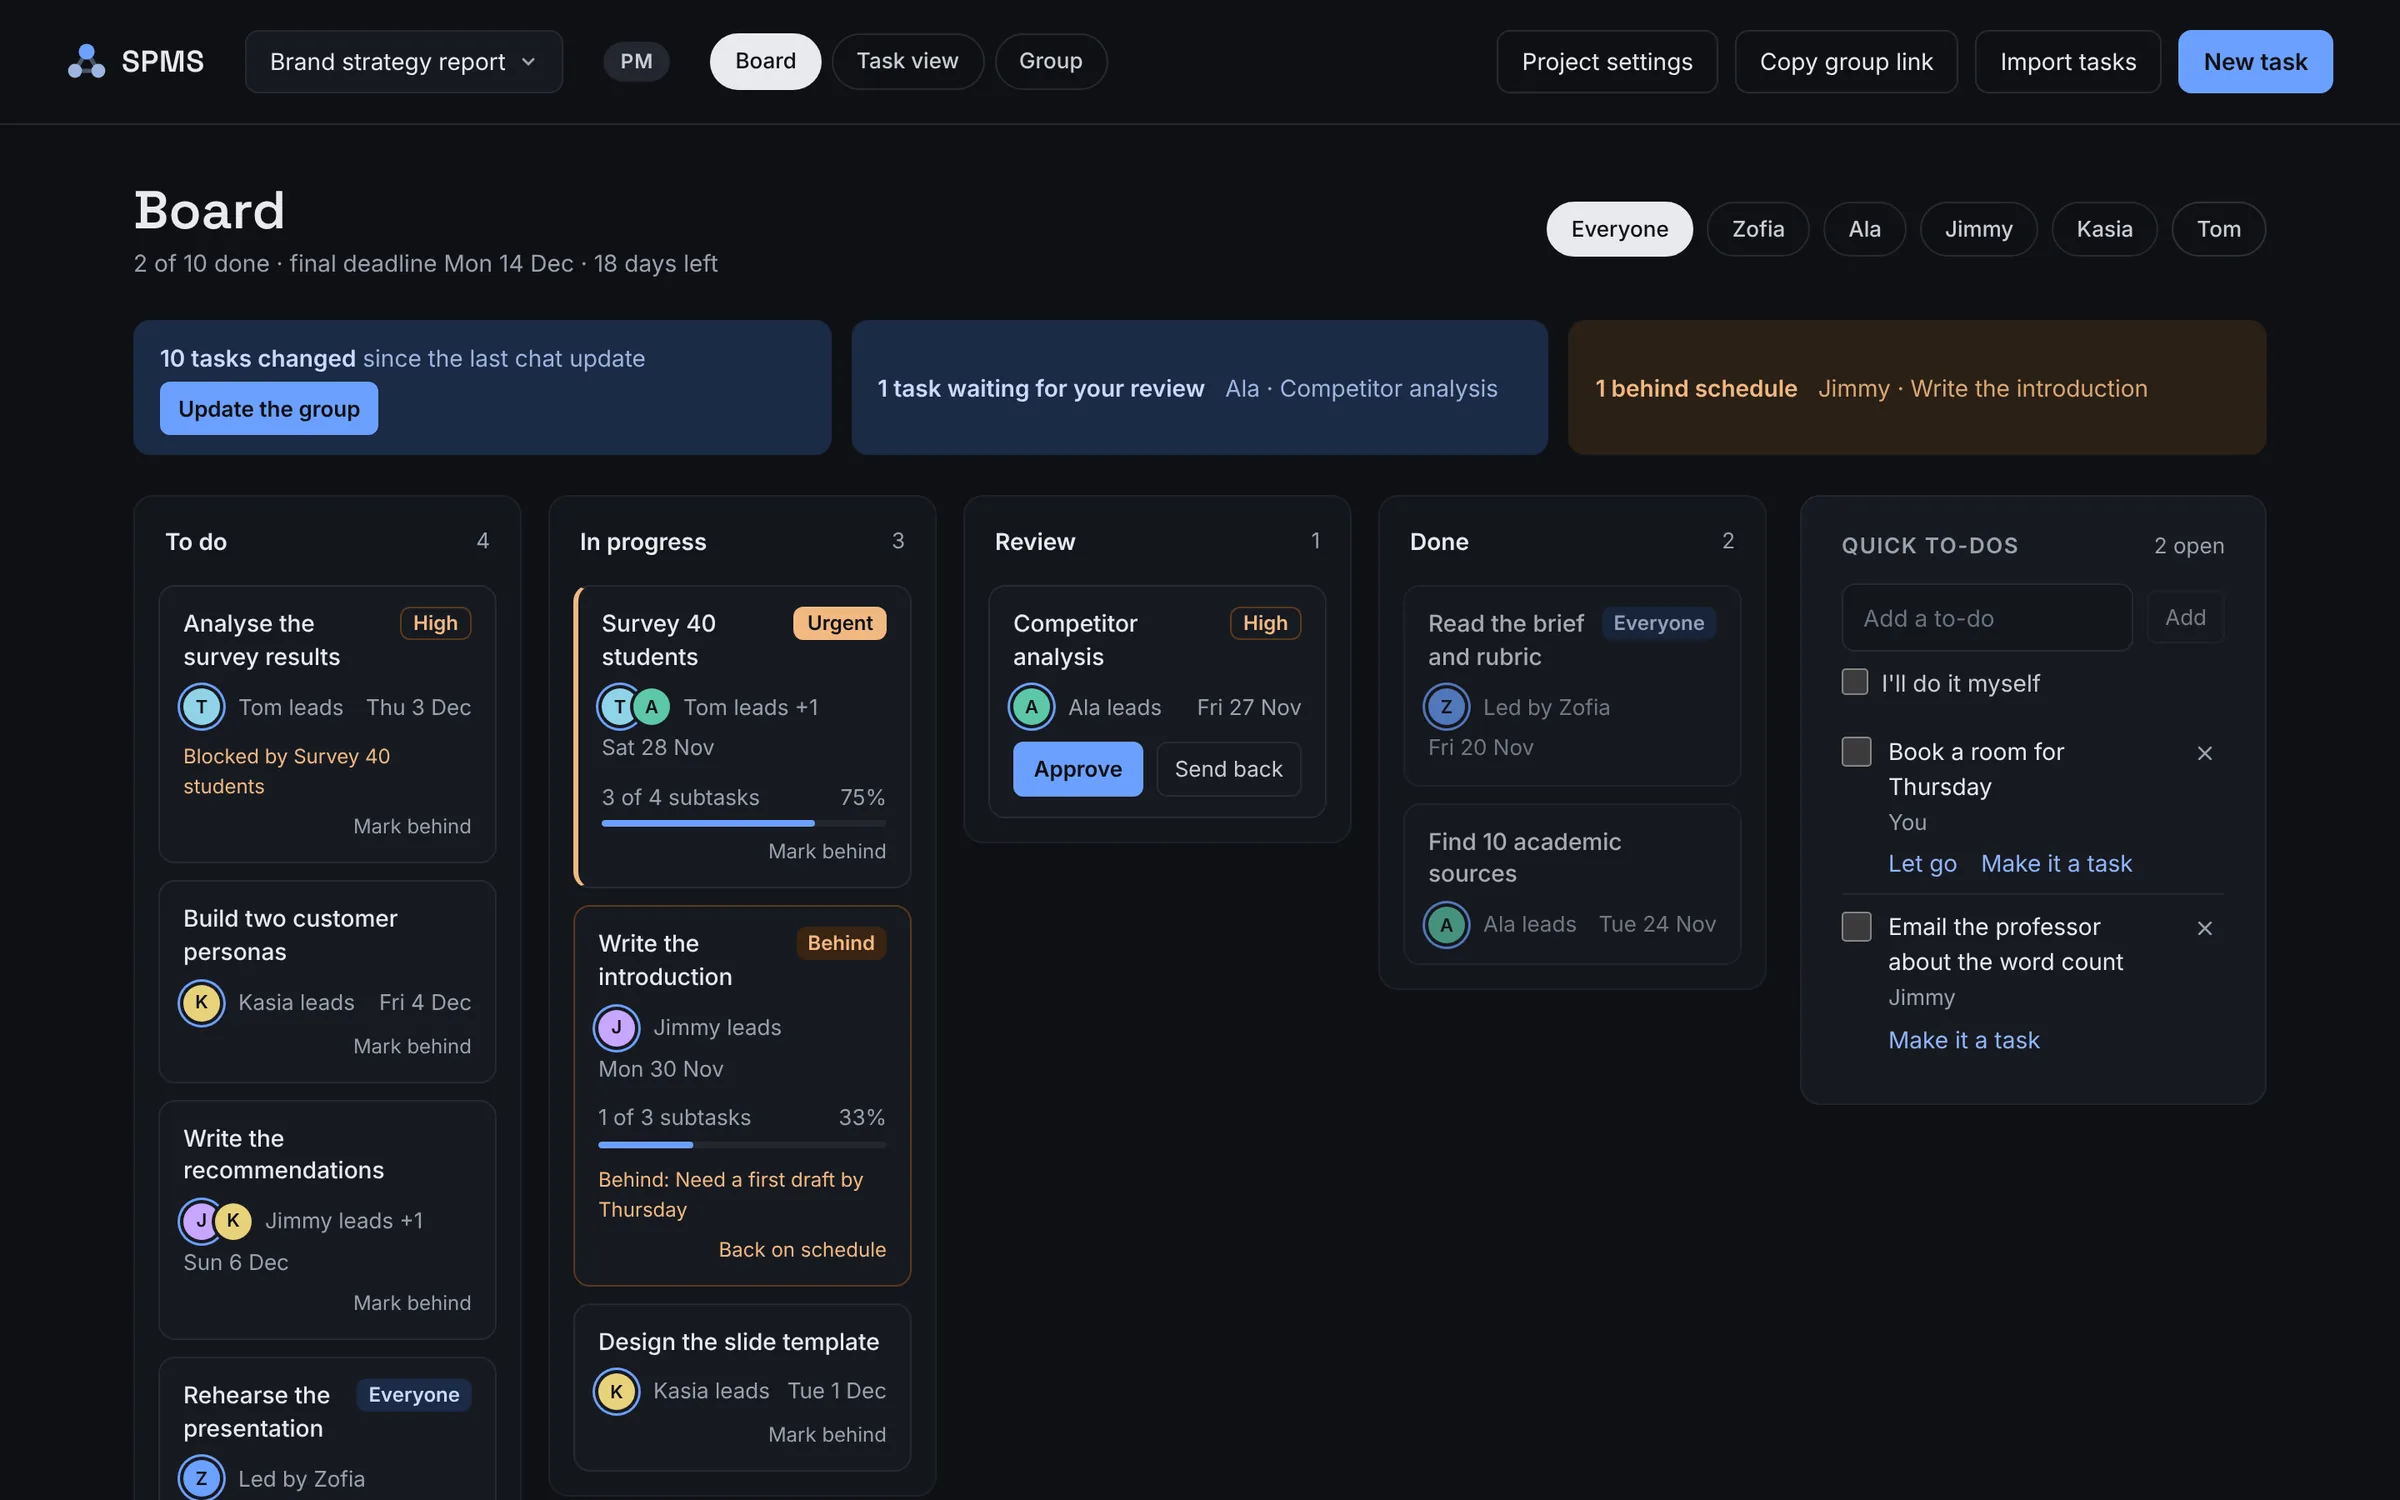 SPMS
Brand strategy report
PM
Board
Task view
Group
Project settings
Copy group link
Import tasks
New task
Board
2 of 10 done · final deadline Mon 14 Dec · 18 days left
Everyone
Zofia
Ala
Jimmy
Kasia
Tom
10 tasks changed since the last chat update
Update the group
1 task waiting for your review Ala · Competitor analysis
1 behind schedule Jimmy · Write the introduction
To do 4
Analyse the
survey results
High
T Tom leads Thu 3 Dec
Blocked by Survey 40
students
Mark behind
Build two customer
personas
K Kasia leads Fri 4 Dec
Mark behind
Write the
recommendations
J K Jimmy leads +1
Sun 6 Dec
Mark behind
Rehearse the
presentation
Everyone
Z Led by Zofia
In progress 3
Survey 40
students
Urgent
T A Tom leads +1
Sat 28 Nov
3 of 4 subtasks 75%
Mark behind
Write the
introduction
Behind
J Jimmy leads
Mon 30 Nov
1 of 3 subtasks 33%
Behind: Need a first draft by
Thursday
Back on schedule
Design the slide template
K Kasia leads Tue 1 Dec
Mark behind
Review 1
Competitor
analysis
High
A Ala leads Fri 27 Nov
Approve
Send back
Done 2
Read the brief
and rubric
Everyone
Z Led by Zofia
Fri 20 Nov
Find 10 academic
sources
A Ala leads Tue 24 Nov
QUICK TO-DOS 2 open
Add a to-do
Add
I'll do it myself
Book a room for
Thursday
You
Let go Make it a task
Email the professor
about the word count
Jimmy
Make it a task